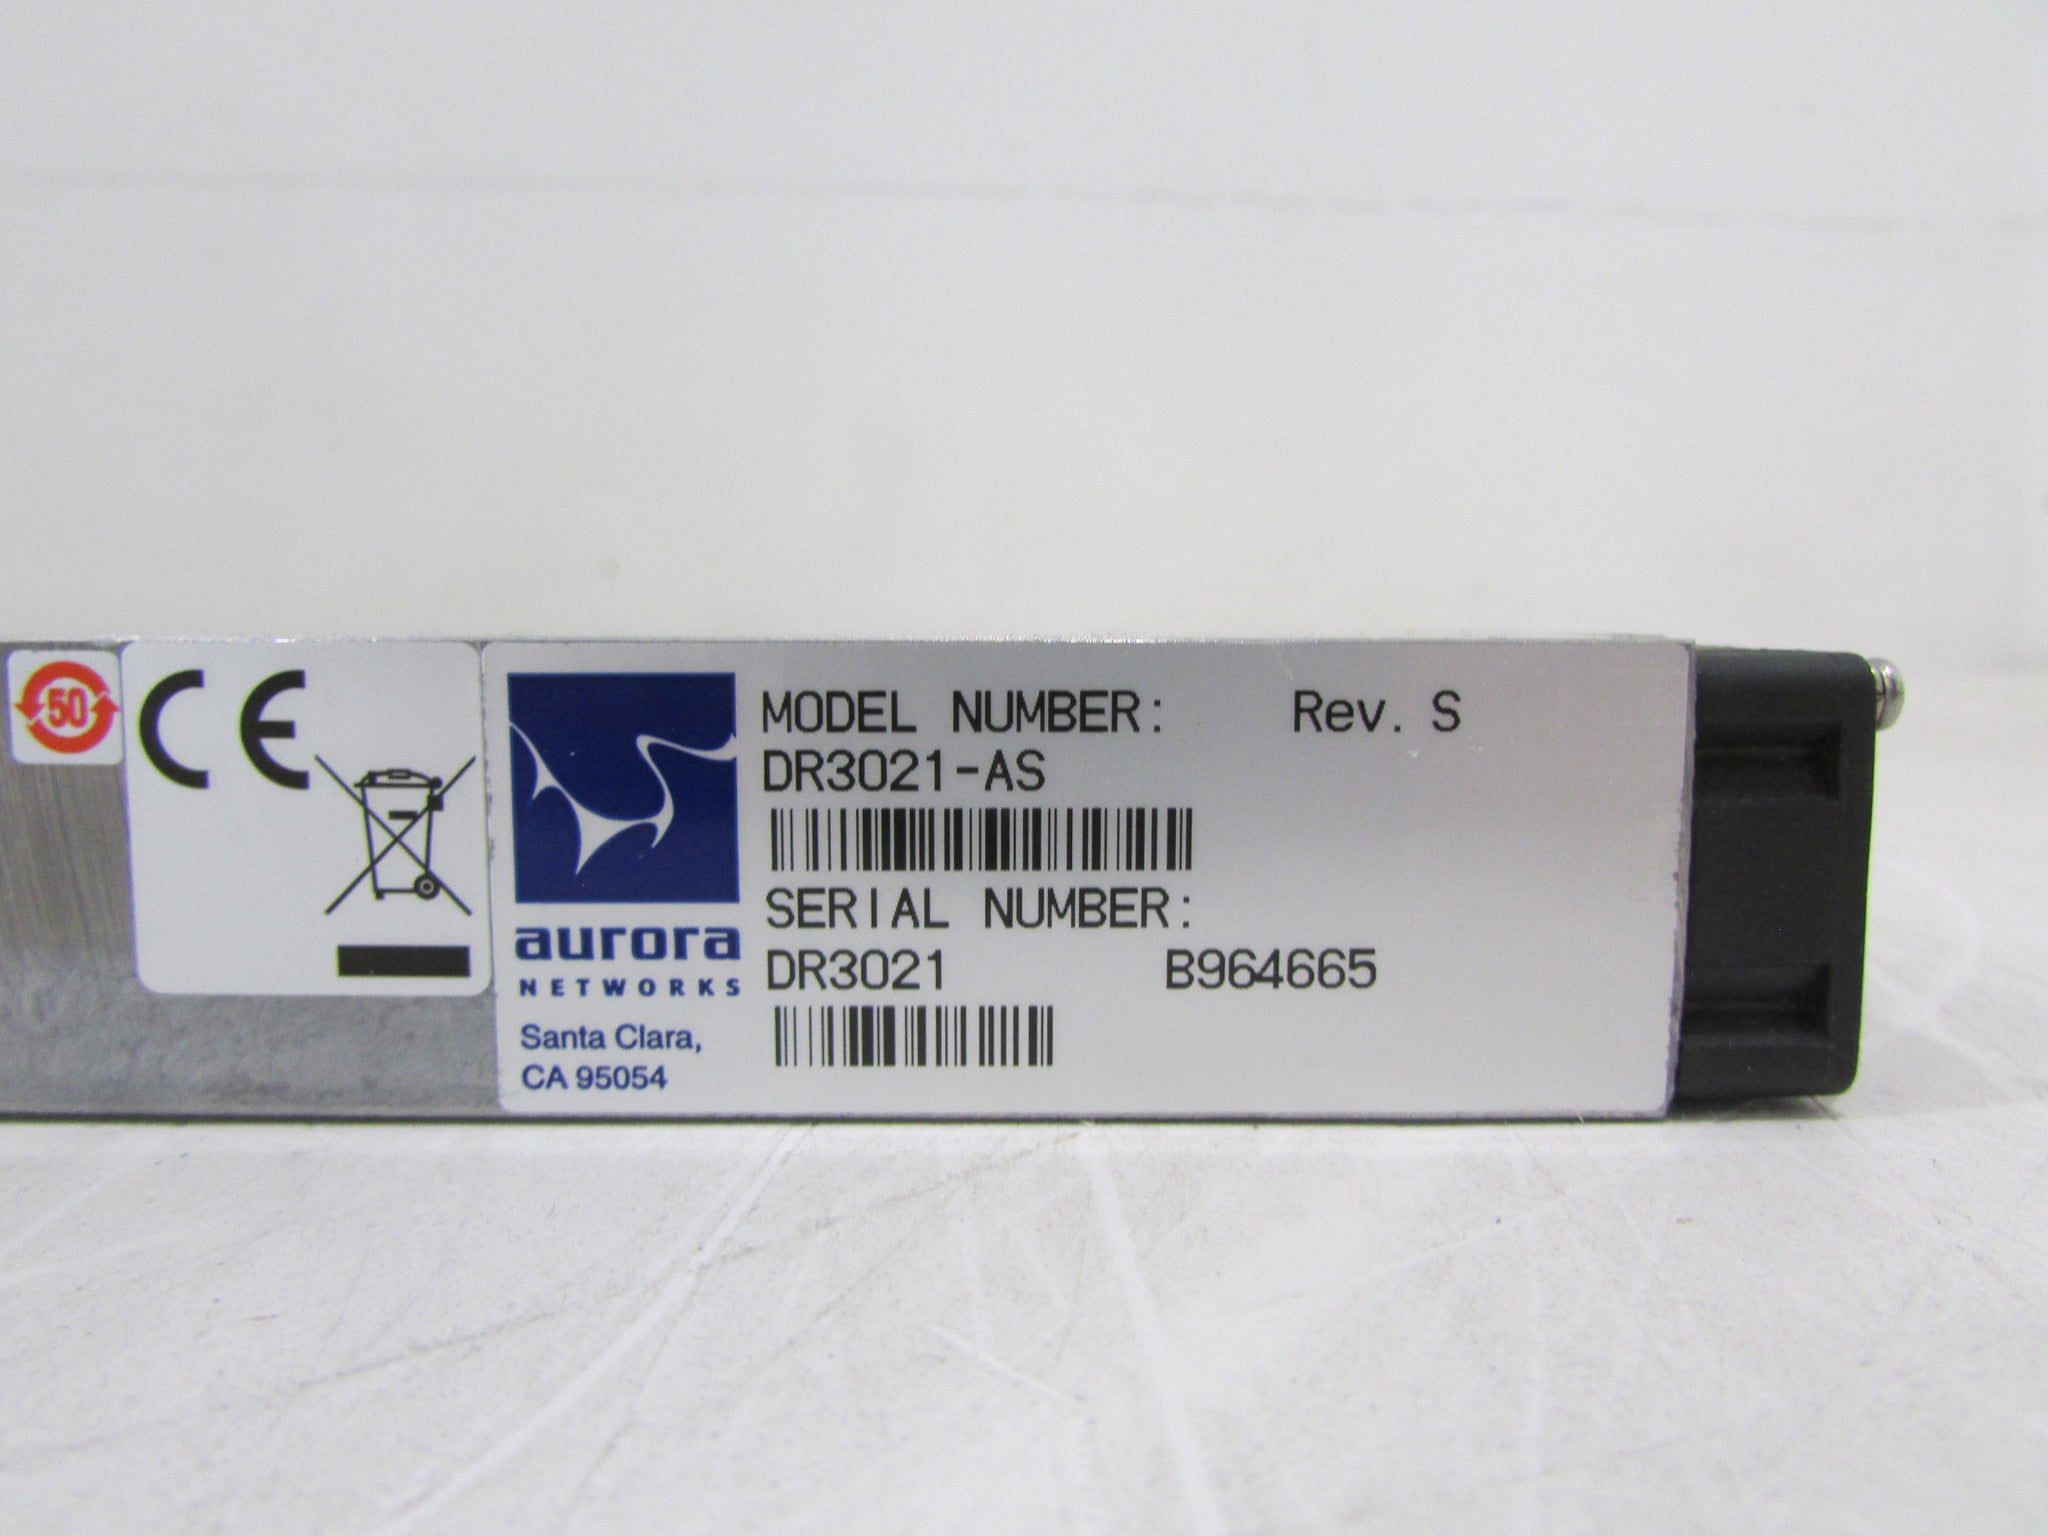 50
CE
aurora
NETWORKS
Santa Clara,
CA 95054
MODEL NUMBER: Rev. S
DR3021-AS
SERIAL NUMBER:
DR3021 B964665